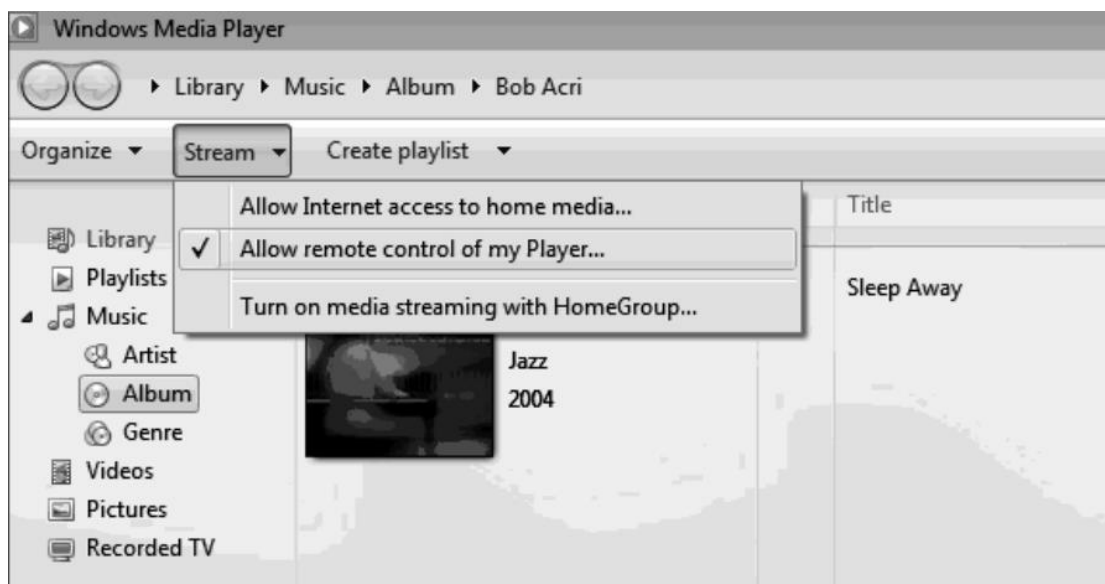 Windows Media Player
Library Music Album Bob Acri
Organize Stream Create playlist
Allow Internet access to home media...
Allow remote control of my Player...
Turn on media streaming with HomeGroup...
Title
Library
Playlists
Sleep Away
Music
Artist
Jazz
Album
2004
Genre
Videos
Pictures
Recorded TV